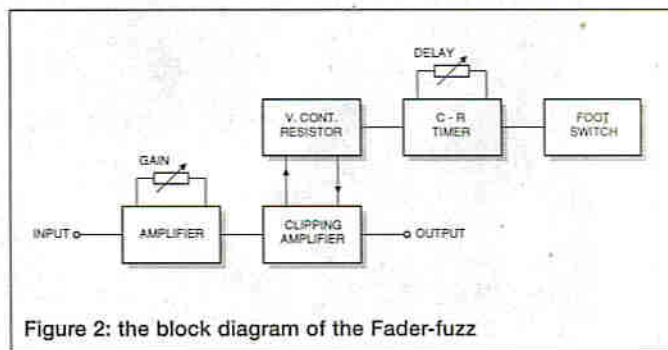 DELAY
V. CONT.
RESISTOR
C - R
TIMER
FOOT
SWITCH
GAIN
INPUT
AMPLIFIER
CLIPPING
AMPLIFIER
OUTPUT
Figure 2: the block diagram of the Fader-fuzz